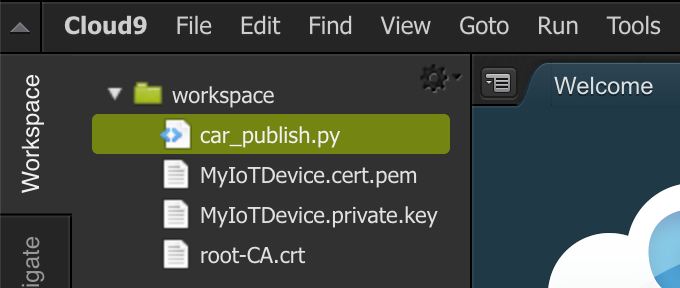 Cloud9 File Edit Find View Goto Run Tools
Workspace
workspace
car_publish.py
MyIoTDevice.cert.pem
MyIoTDevice.private.key
root-CA.crt
Welcome
igate